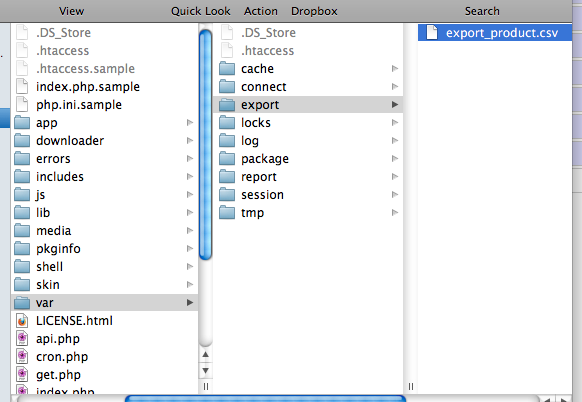 View Quick Look Action Dropbox Search
.DS_Store
.htaccess
.htaccess.sample
index.php.sample
php.ini.sample
app
downloader
errors
includes
js
lib
media
pkginfo
shell
skin
var
LICENSE.html
api.php
cron.php
get.php
index.php
.DS_Store
.htaccess
cache
connect
export
locks
log
package
report
session
tmp
export_product.csv